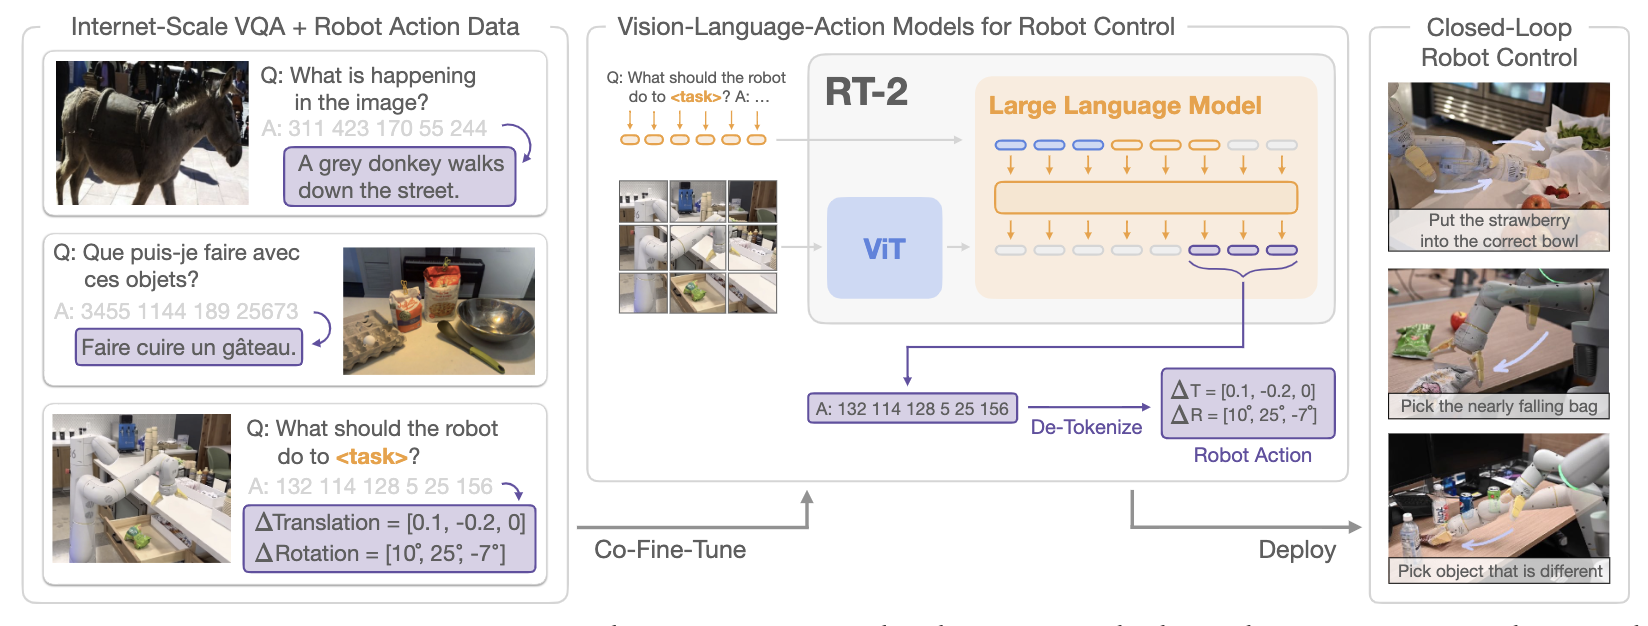 Internet-Scale VQA + Robot Action Data
Q: What is happening
in the image?
A: 311 423 170 55 244
A grey donkey walks
down the street.
Q: Que puis-je faire avec
ces objets?
A: 3455 1144 189 25673
Faire cuire un gâteau.
Q: What should the robot
do to <task>?
A: 132 114 128 5 25 156
ΔTranslation = [0.1, -0.2, 0]
ΔRotation = [10°, 25°, -7°]
Co-Fine-Tune
Vision-Language-Action Models for Robot Control
Q: What should the robot
do to <task>? A: ...
RT-2
Large Language Model
ViT
A: 132 114 128 5 25 156
De-Tokenize
ΔT = [0.1, -0.2, 0]
ΔR = [10°, 25°, -7°]
Robot Action
Deploy
Closed-Loop
Robot Control
Put the strawberry
into the correct bowl
Pick the nearly falling bag
Pick object that is different